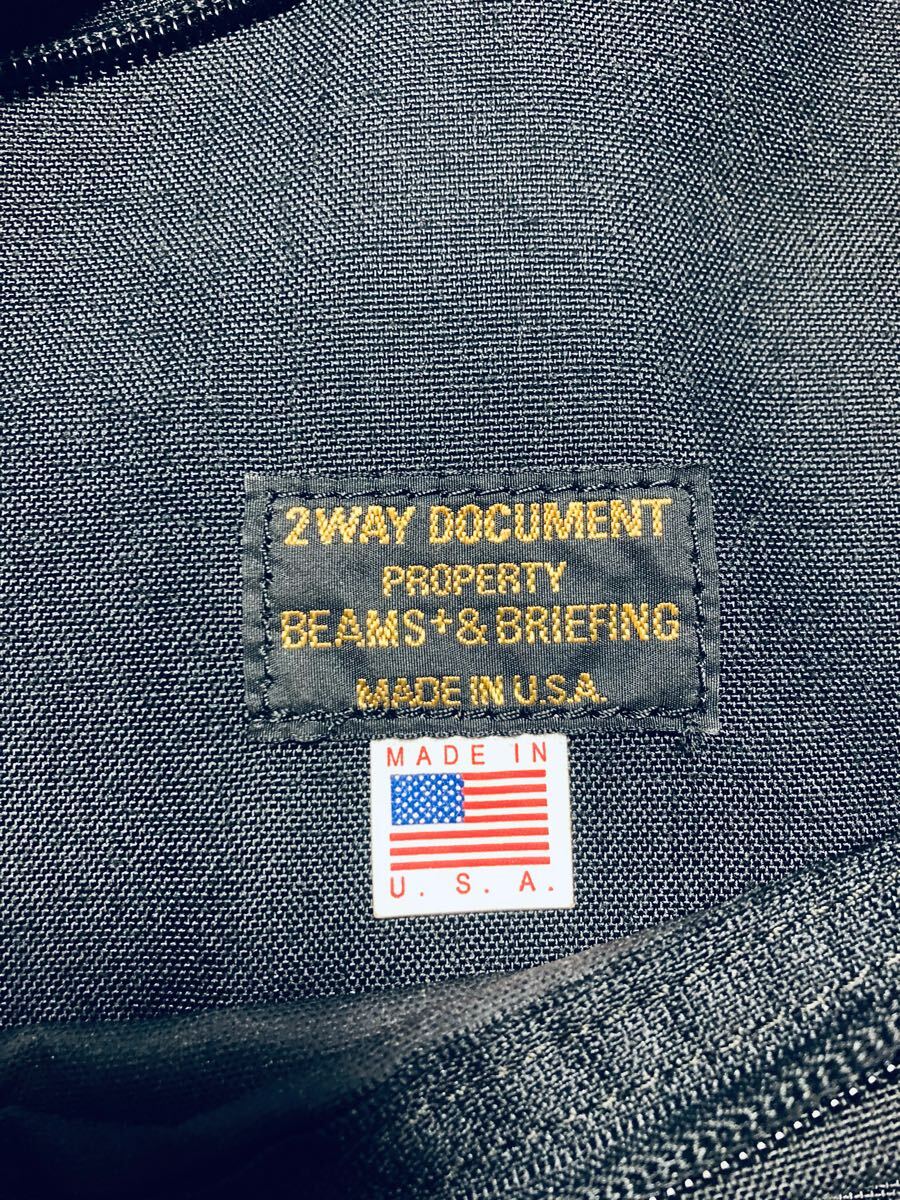 2WAY DOCUMENT
PROPERTY
BEAMS+ & BRIEFING
MADE IN U.S.A.
MADE IN
U. S. A.